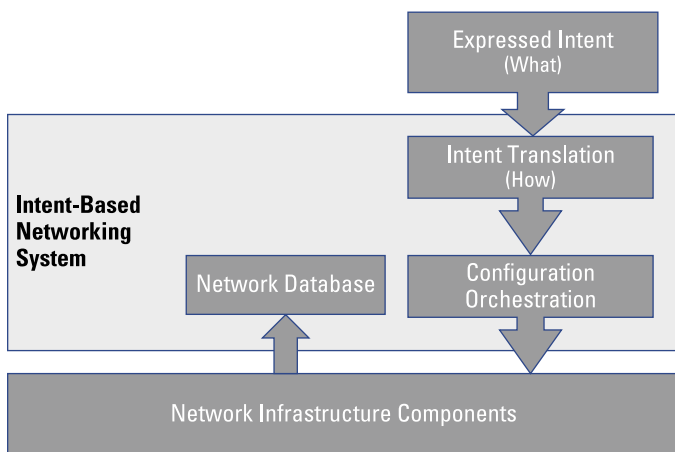 Expressed Intent
(What)
Intent Translation
(How)
Intent-Based
Networking
System
Network Database
Configuration
Orchestration
Network Infrastructure Components